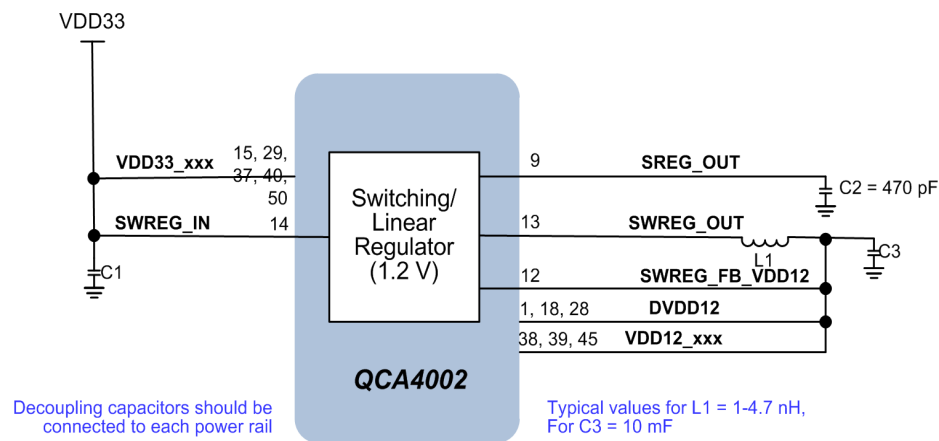 VDD33
VDD33_xxx
15, 29,
37, 40,
50
SWREG_IN
14
C1
Switching/
Linear
Regulator
(1.2 V)
QCA4002
9
SREG_OUT
C2 = 470 pF
13
SWREG_OUT
L1
C3
12
SWREG_FB_VDD12
1, 18, 28
DVDD12
38, 39, 45
VDD12_xxx
Decoupling capacitors should be
connected to each power rail
Typical values for L1 = 1-4.7 nH,
For C3 = 10 mF